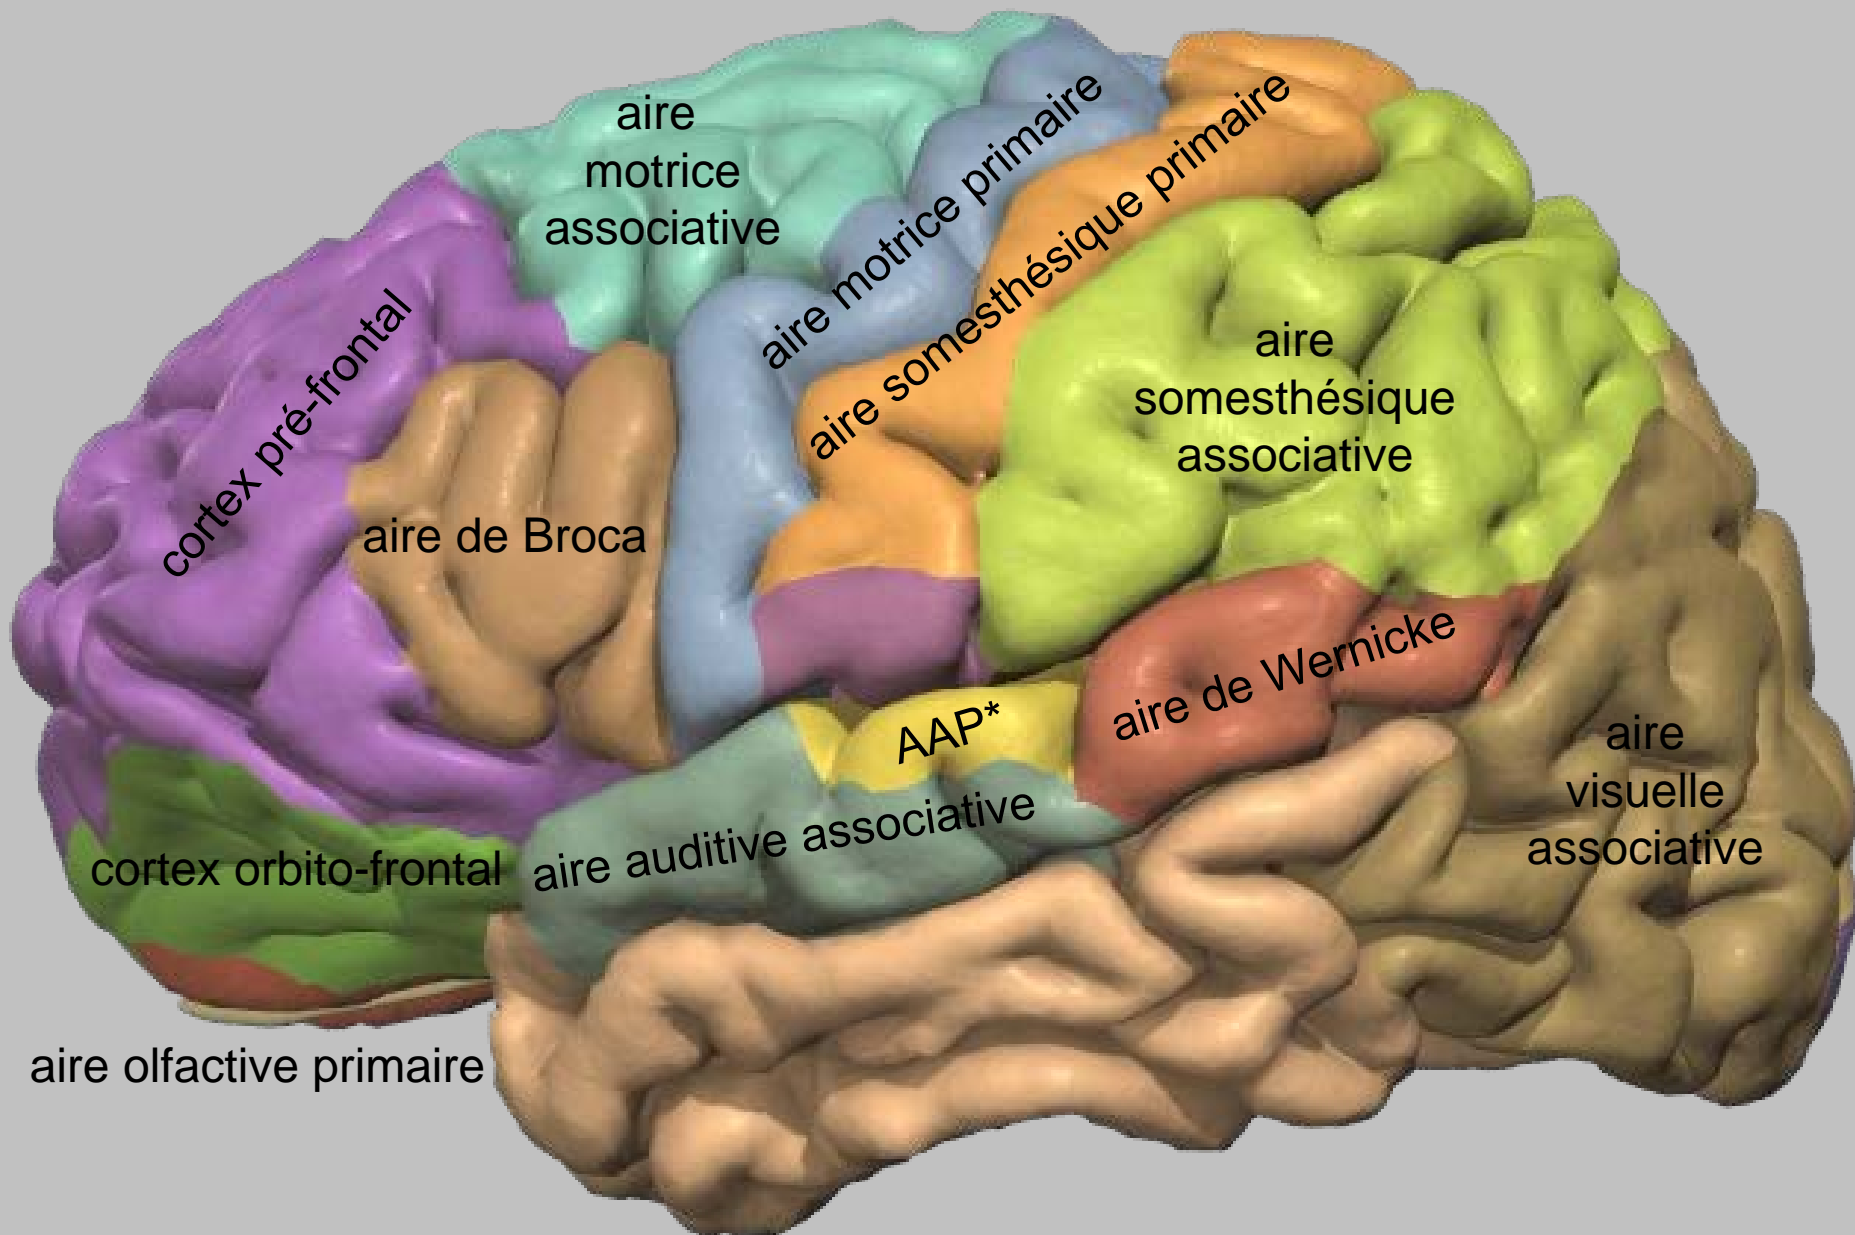 aire
motrice
associative
aire motrice primaire
aire somesthésique primaire
cortex pré-frontal
aire
somesthésique
associative
aire de Broca
aire de Wernicke
AAP*
aire
visuelle
associative
aire auditive associative
cortex orbito-frontal
aire olfactive primaire